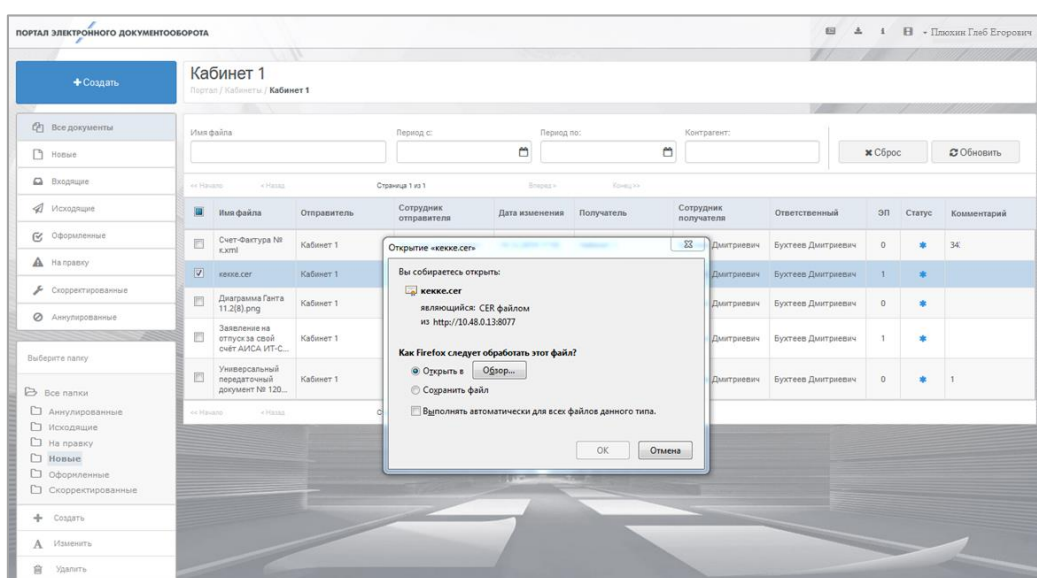 ПОРТАЛ ЭЛЕКТРОННОГО ДОКУМЕНТООБОРОТА
Плюхин Глеб Егорович
Создать
Кабинет 1
Портал / Кабинеты / Кабинет 1
Все документы
Новые
Входящие
Исходящие
Оформленные
На правку
Скорректированные
Аннулированные
Имя файла:
Период с:
Период по:
Контрагент:
Сброс
Обновить
<< Начало
< Назад
Страница 1 из 1
Вперед >
Конец >>
Имя файла
Отправитель
Сотрудник отправителя
Дата изменения
Получатель
Сотрудник получателя
Ответственный
ЭП
Статус
Комментарий
Счет-Фактура №
к.xml
Кабинет 1
Дмитриевич
Бухтеев Дмитриевич
0
кекке.cer
Кабинет 1
Дмитриевич
Бухтеев Дмитриевич
1
Диаграмма Ганта
11.2(8).png
Кабинет 1
Дмитриевич
Бухтеев Дмитриевич
0
Заявление на
отпуск за свой
счёт АИСА ИТ-С...
Кабинет 1
Дмитриевич
Бухтеев Дмитриевич
1
Универсальный
передаточный
документ № 120...
Кабинет 1
Дмитриевич
Бухтеев Дмитриевич
0
1
<< Начало
< Назад
Открытие «кекке.cer»
Вы собираетесь открыть:
кекке.cer
являющийся: CER файлом
из http://10.48.0.13:8077
Как Firefox следует обработать этот файл?
Открыть в
Обзор...
Сохранить файл
Выполнять автоматически для всех файлов данного типа.
OK
Отмена
Выберите папку
Все папки
Аннулированные
Исходящие
На правку
Новые
Оформленные
Скорректированные
Создать
Изменить
Удалить